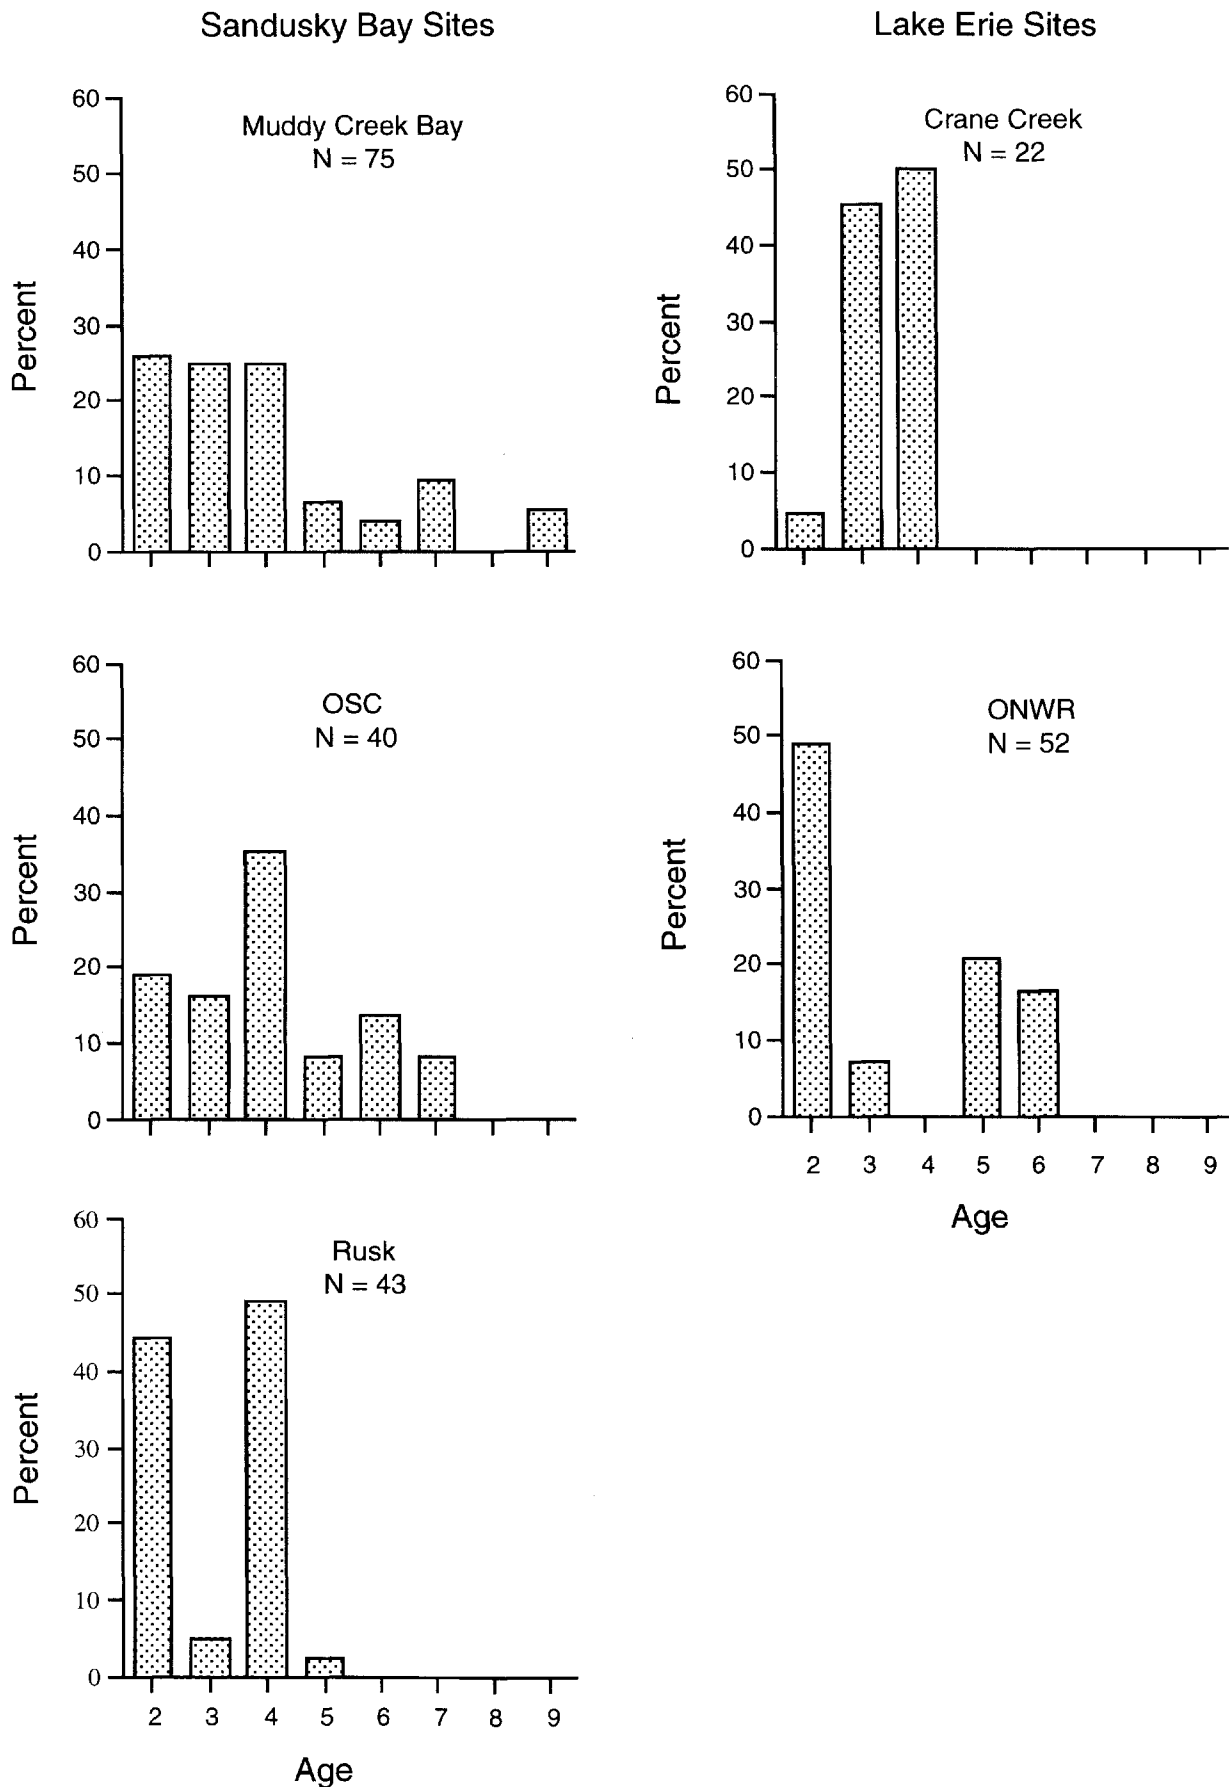 Sandusky Bay Sites
Lake Erie Sites
60
50
40
30
20
10
0
Percent
Muddy Creek Bay
N = 75
60
50
40
30
20
10
0
Percent
Crane Creek
N = 22
60
50
40
30
20
10
0
Percent
OSC
N = 40
60
50
40
30
20
10
0
Percent
ONWR
N = 52
2 3 4 5 6 7 8 9
Age
60
50
40
30
20
10
0
Percent
Rusk
N = 43
2 3 4 5 6 7 8 9
Age